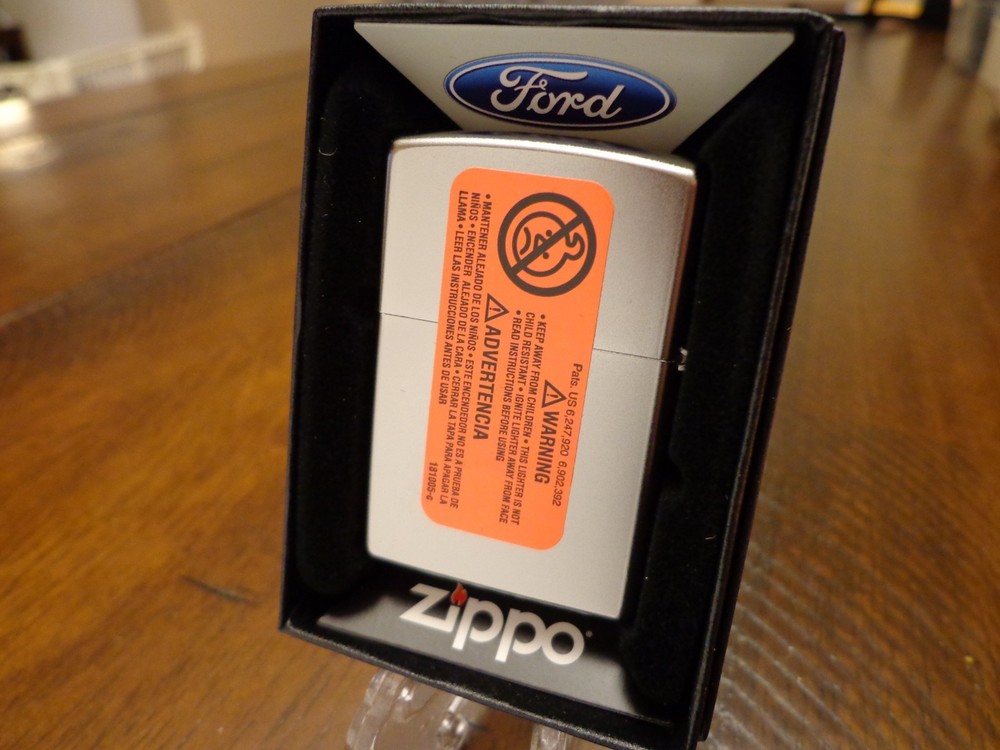 Ford
Pats. US 6,247,920 6,902,392
WARNING
• KEEP AWAY FROM CHILDREN • THIS LIGHTER IS NOT
CHILD RESISTANT • IGNITE LIGHTER AWAY FROM FACE
• READ INSTRUCTIONS BEFORE USING
ADVERTENCIA
• MANTENER ALEJADO DE LOS NIÑOS • ESTE ENCENDEDOR NO ES A PRUEBA DE
NIÑOS • ENCENDER ALEJADO DE LA CARA • CERRAR LA TAPA PARA APAGAR LA
LLAMA • LEER LAS INSTRUCCIONES ANTES DE USAR
181005-G
zippo